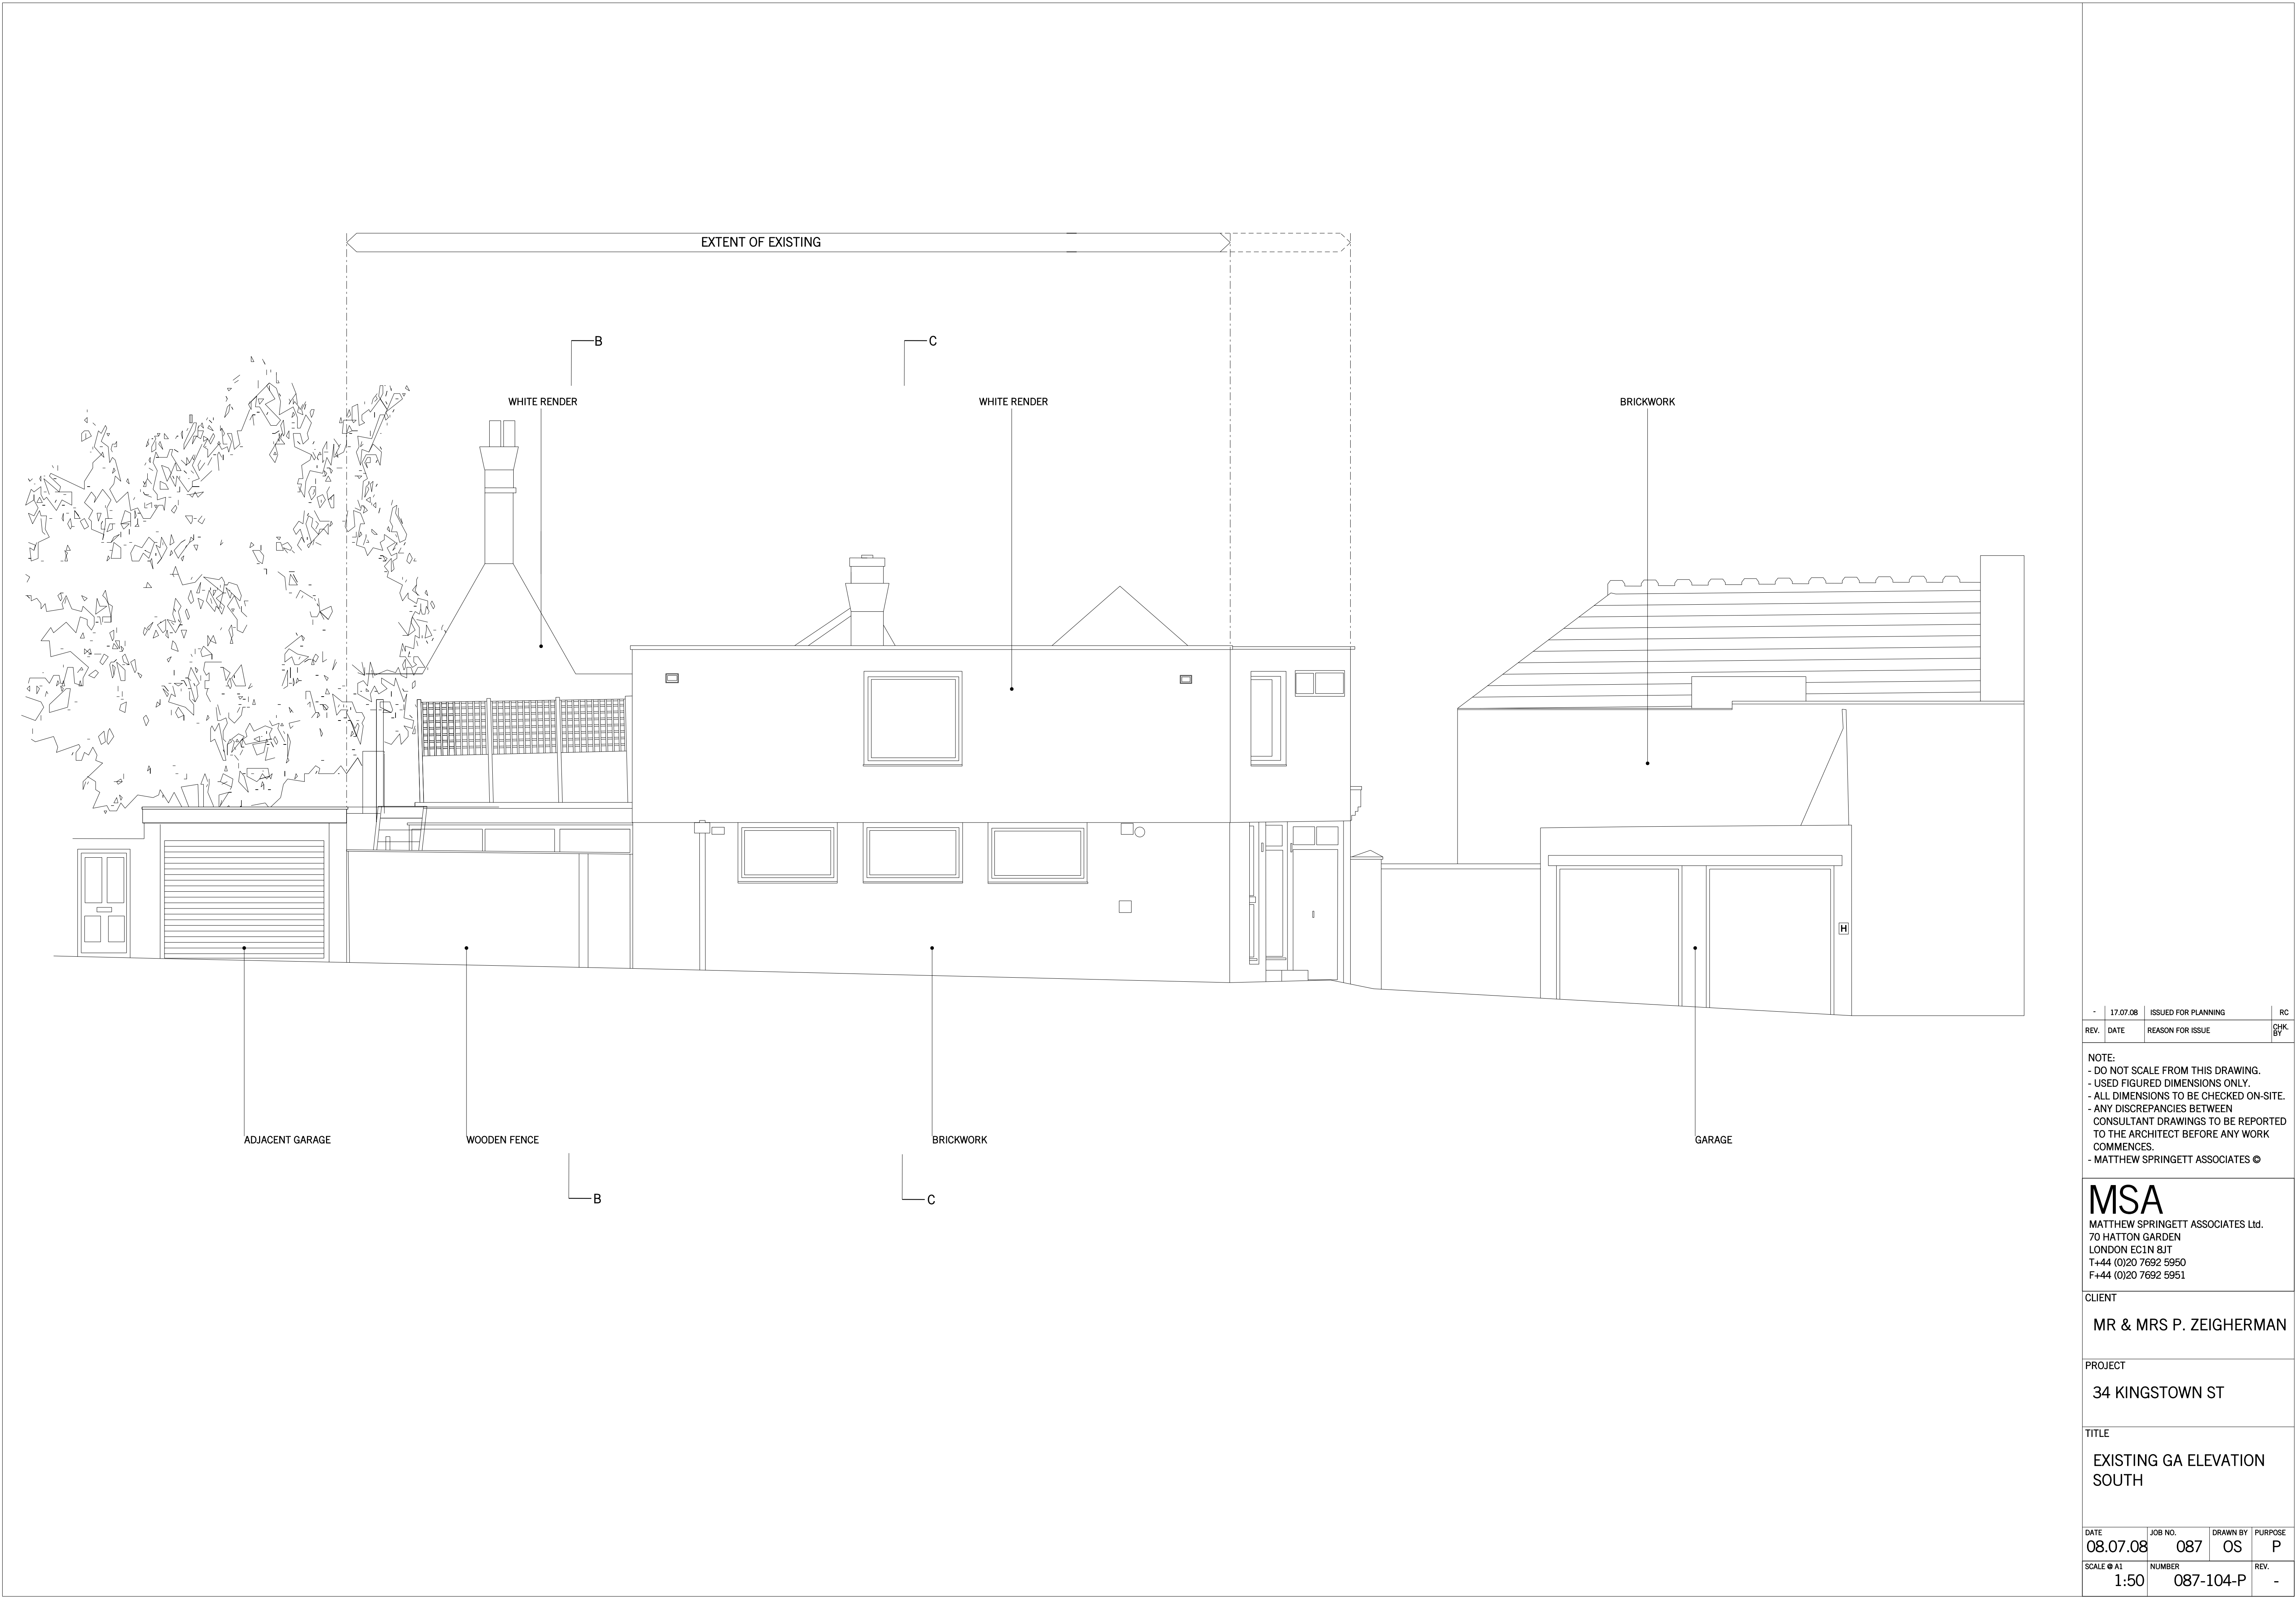 EXTENT OF EXISTING
B
C
WHITE RENDER
WHITE RENDER
BRICKWORK
H
ADJACENT GARAGE
WOODEN FENCE
BRICKWORK
GARAGE
B
C
- 17.07.08 ISSUED FOR PLANNING RC
REV. DATE REASON FOR ISSUE CHK. BY
NOTE:
- DO NOT SCALE FROM THIS DRAWING.
- USED FIGURED DIMENSIONS ONLY.
- ALL DIMENSIONS TO BE CHECKED ON-SITE.
- ANY DISCREPANCIES BETWEEN
CONSULTANT DRAWINGS TO BE REPORTED
TO THE ARCHITECT BEFORE ANY WORK
COMMENCES.
- MATTHEW SPRINGETT ASSOCIATES ©
MSA
MATTHEW SPRINGETT ASSOCIATES Ltd.
70 HATTON GARDEN
LONDON EC1N 8JT
T+44 (0)20 7692 5950
F+44 (0)20 7692 5951
CLIENT
MR & MRS P. ZEIGHERMAN
PROJECT
34 KINGSTOWN ST
TITLE
EXISTING GA ELEVATION
SOUTH
DATE JOB NO. DRAWN BY PURPOSE
08.07.08 087 OS P
SCALE @ A1 NUMBER REV.
1:50 087-104-P -